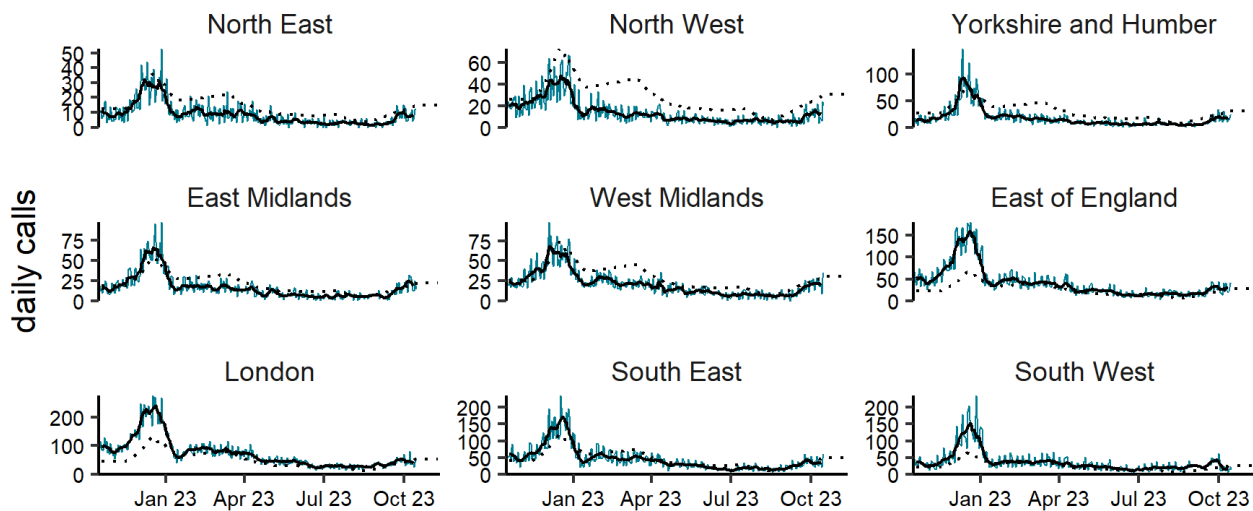 North East
North West
Yorkshire and Humber
50
40
30
20
10
0
60
40
20
0
100
50
0
East Midlands
West Midlands
East of England
75
50
25
0
75
50
25
0
150
100
50
0
daily calls
London
South East
South West
200
100
0
200
150
100
50
0
200
150
100
50
0
Jan 23 Apr 23 Jul 23 Oct 23
Jan 23 Apr 23 Jul 23 Oct 23
Jan 23 Apr 23 Jul 23 Oct 23